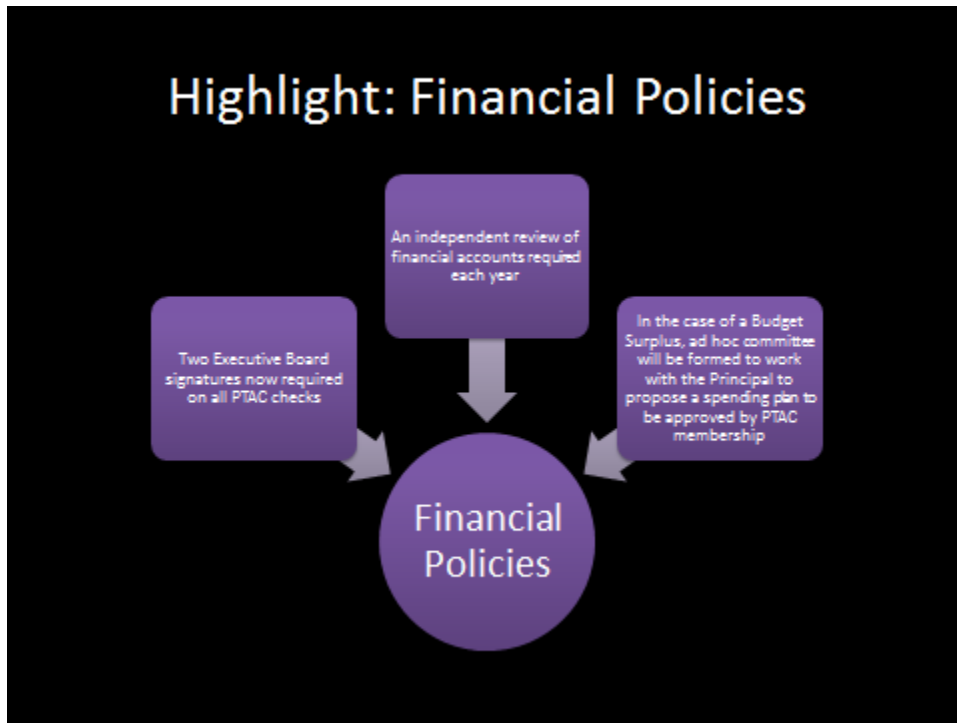 Highlight: Financial Policies
An independent review of
financial accounts required
each year
Two Executive Board
signatures now required
on all PTAC checks
In the case of a Budget
Surplus, ad hoc committee
will be formed to work
with the Principal to
propose a spending plan to
be approved by PTAC
membership
Financial
Policies